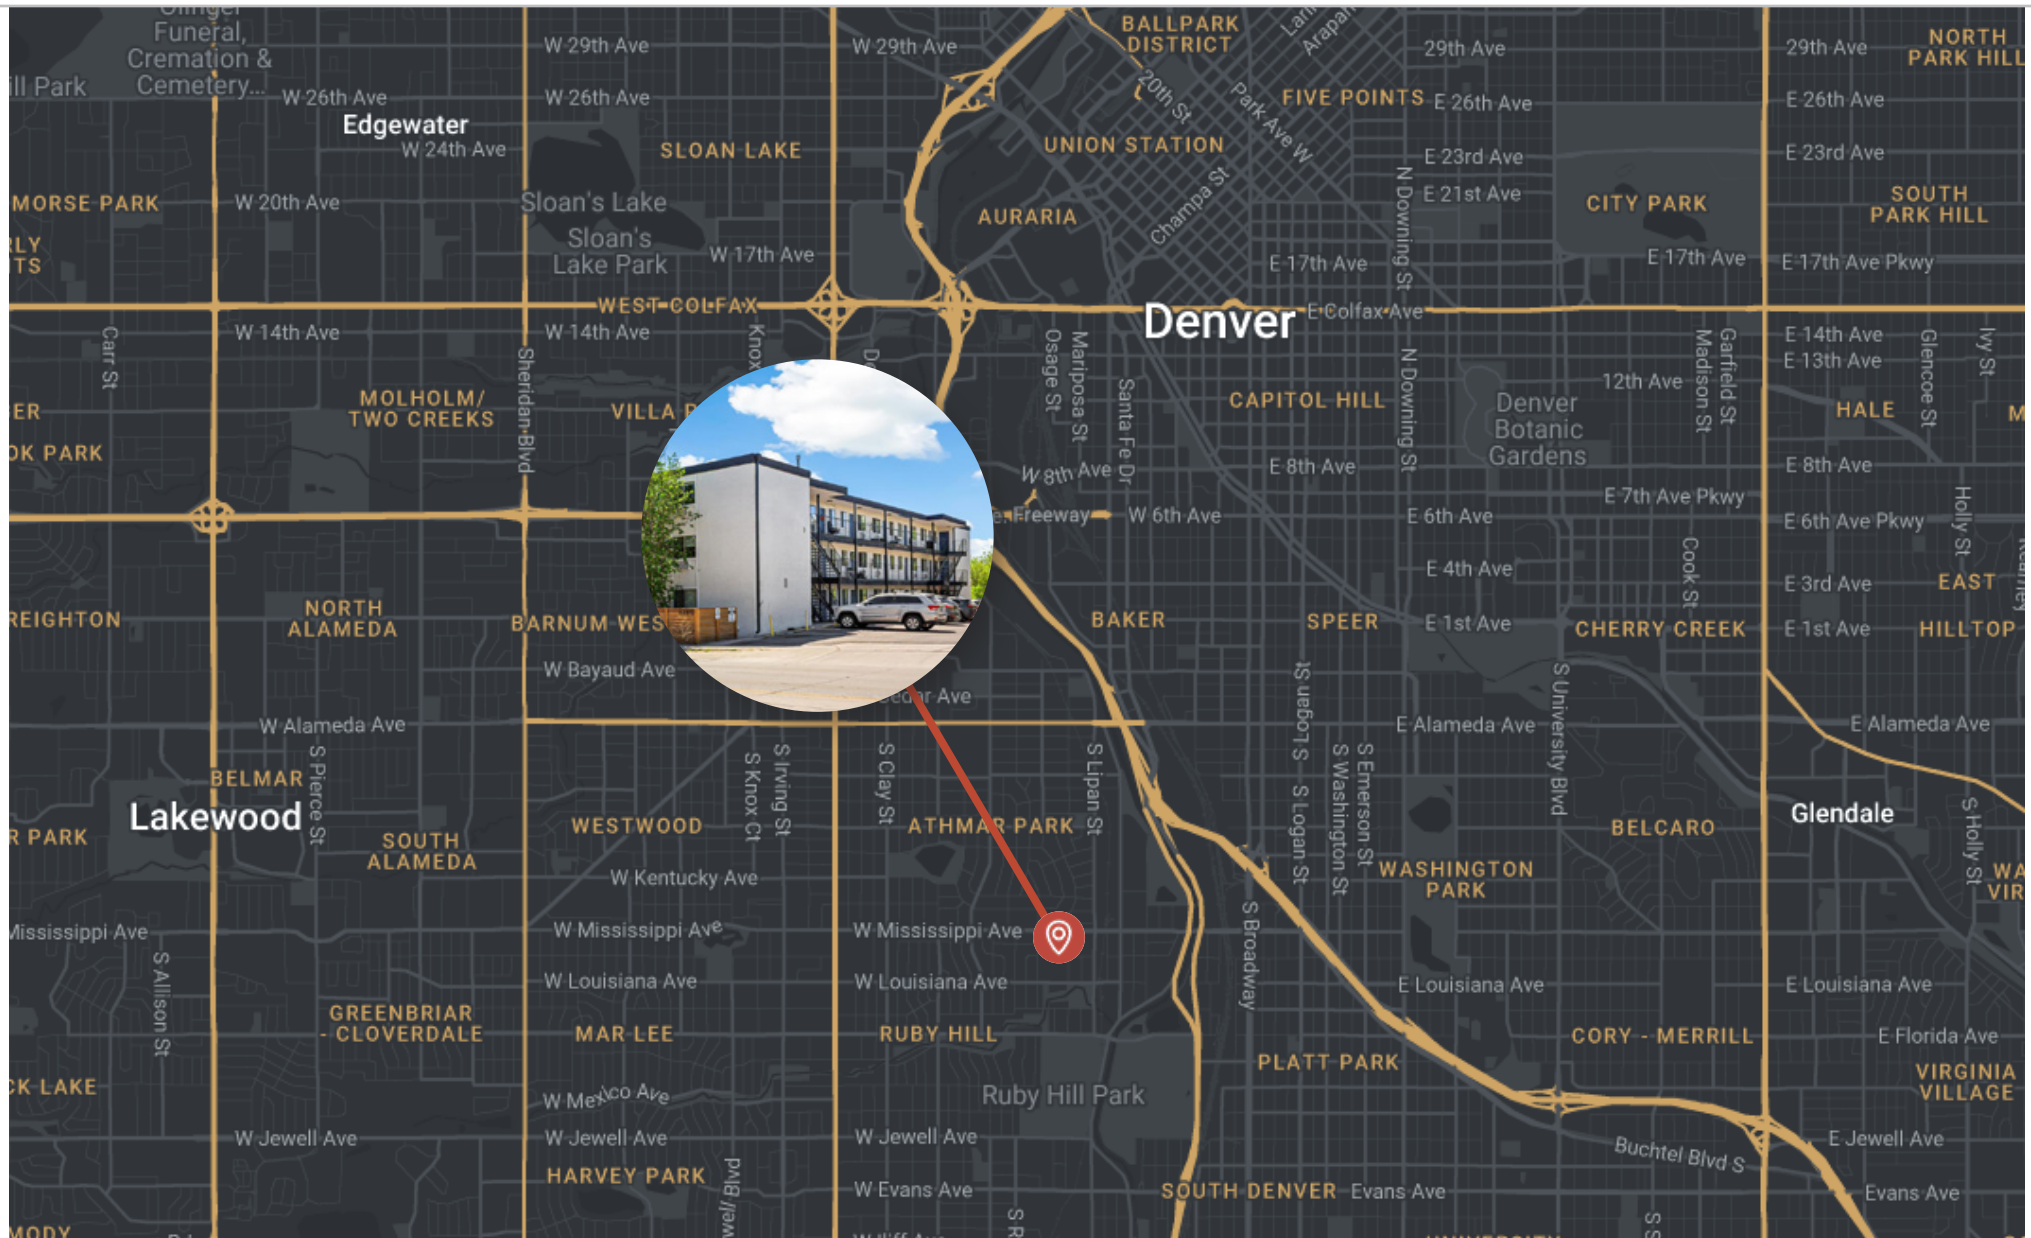 Funeral,
Cremation &
Cemetery...
ill Park
W 29th Ave
W 29th Ave
BALLPARK
DISTRICT
29th Ave
29th Ave
NORTH
PARK HILL
W 26th Ave
W 26th Ave
Edgewater
W 24th Ave
SLOAN LAKE
20th St
Park Ave W
FIVE POINTS
E 26th Ave
E 26th Ave
UNION STATION
E 23rd Ave
E 23rd Ave
MORSE PARK
W 20th Ave
Sloan's Lake
AURARIA
Champa St
N Downing St
E 21st Ave
CITY PARK
SOUTH
PARK HILL
Sloan's
Lake Park
W 17th Ave
E 17th Ave
E 17th Ave
E 17th Ave Pkwy
WEST COLFAX
Denver
E Colfax Ave
W 14th Ave
W 14th Ave
Knox
E 14th Ave
E 13th Ave
Carr St
Sheridan Blvd
Osage St
Mariposa St
Santa Fe Dr
N Downing St
Madison St
Garfield St
Glencoe St
Ivy St
12th Ave
MOLHOLM/
TWO CREEKS
VILLA P
CAPITOL HILL
Denver
Botanic
Gardens
HALE
OK PARK
W 8th Ave
E 8th Ave
E 8th Ave
E 7th Ave Pkwy
Freeway
W 6th Ave
E 6th Ave
E 6th Ave Pkwy
Holly St
Cook St
E 4th Ave
E 3rd Ave
EAST
HILLTOP
REIGHTON
NORTH
ALAMEDA
BARNUM WES
BAKER
SPEER
E 1st Ave
CHERRY CREEK
E 1st Ave
W Bayaud Ave
Cedar Ave
S Logan St
S University Blvd
W Alameda Ave
E Alameda Ave
E Alameda Ave
BELMAR
S Pierce St
S Knox Ct
S Irving St
S Clay St
S Lipan St
S Logan St
S Washington St
S Emerson St
Lakewood
R PARK
SOUTH
ALAMEDA
WESTWOOD
ATHMAR PARK
BELCARO
Glendale
S Holly St
W Kentucky Ave
WASHINGTON
PARK
WA
VIR
Mississippi Ave
W Mississippi Ave
W Mississippi Ave
S Allison St
S Broadway
W Louisiana Ave
W Louisiana Ave
E Louisiana Ave
E Louisiana Ave
GREENBRIAR
- CLOVERDALE
MAR LEE
RUBY HILL
CORY - MERRILL
E Florida Ave
PLATT PARK
CK LAKE
W Mexico Ave
Ruby Hill Park
VIRGINIA
VILLAGE
W Jewell Ave
W Jewell Ave
W Jewell Ave
Buchtel Blvd S
E Jewell Ave
HARVEY PARK
W Evans Ave
SOUTH DENVER
Evans Ave
Evans Ave